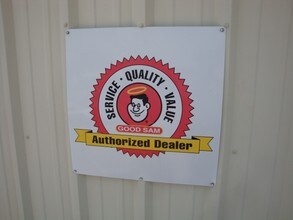 SERVICE · QUALITY · VALUE
GOOD SAM
Authorized Dealer